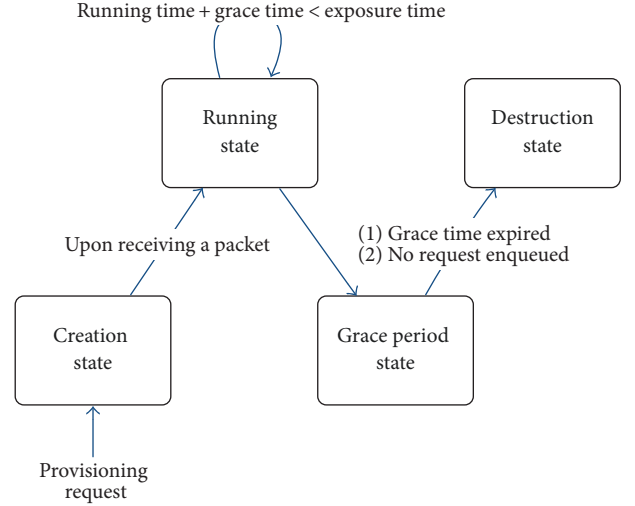 Running time + grace time < exposure time
Running
state
Destruction
state
Upon receiving a packet
(1) Grace time expired
(2) No request enqueued
Creation
state
Grace period
state
Provisioning
request